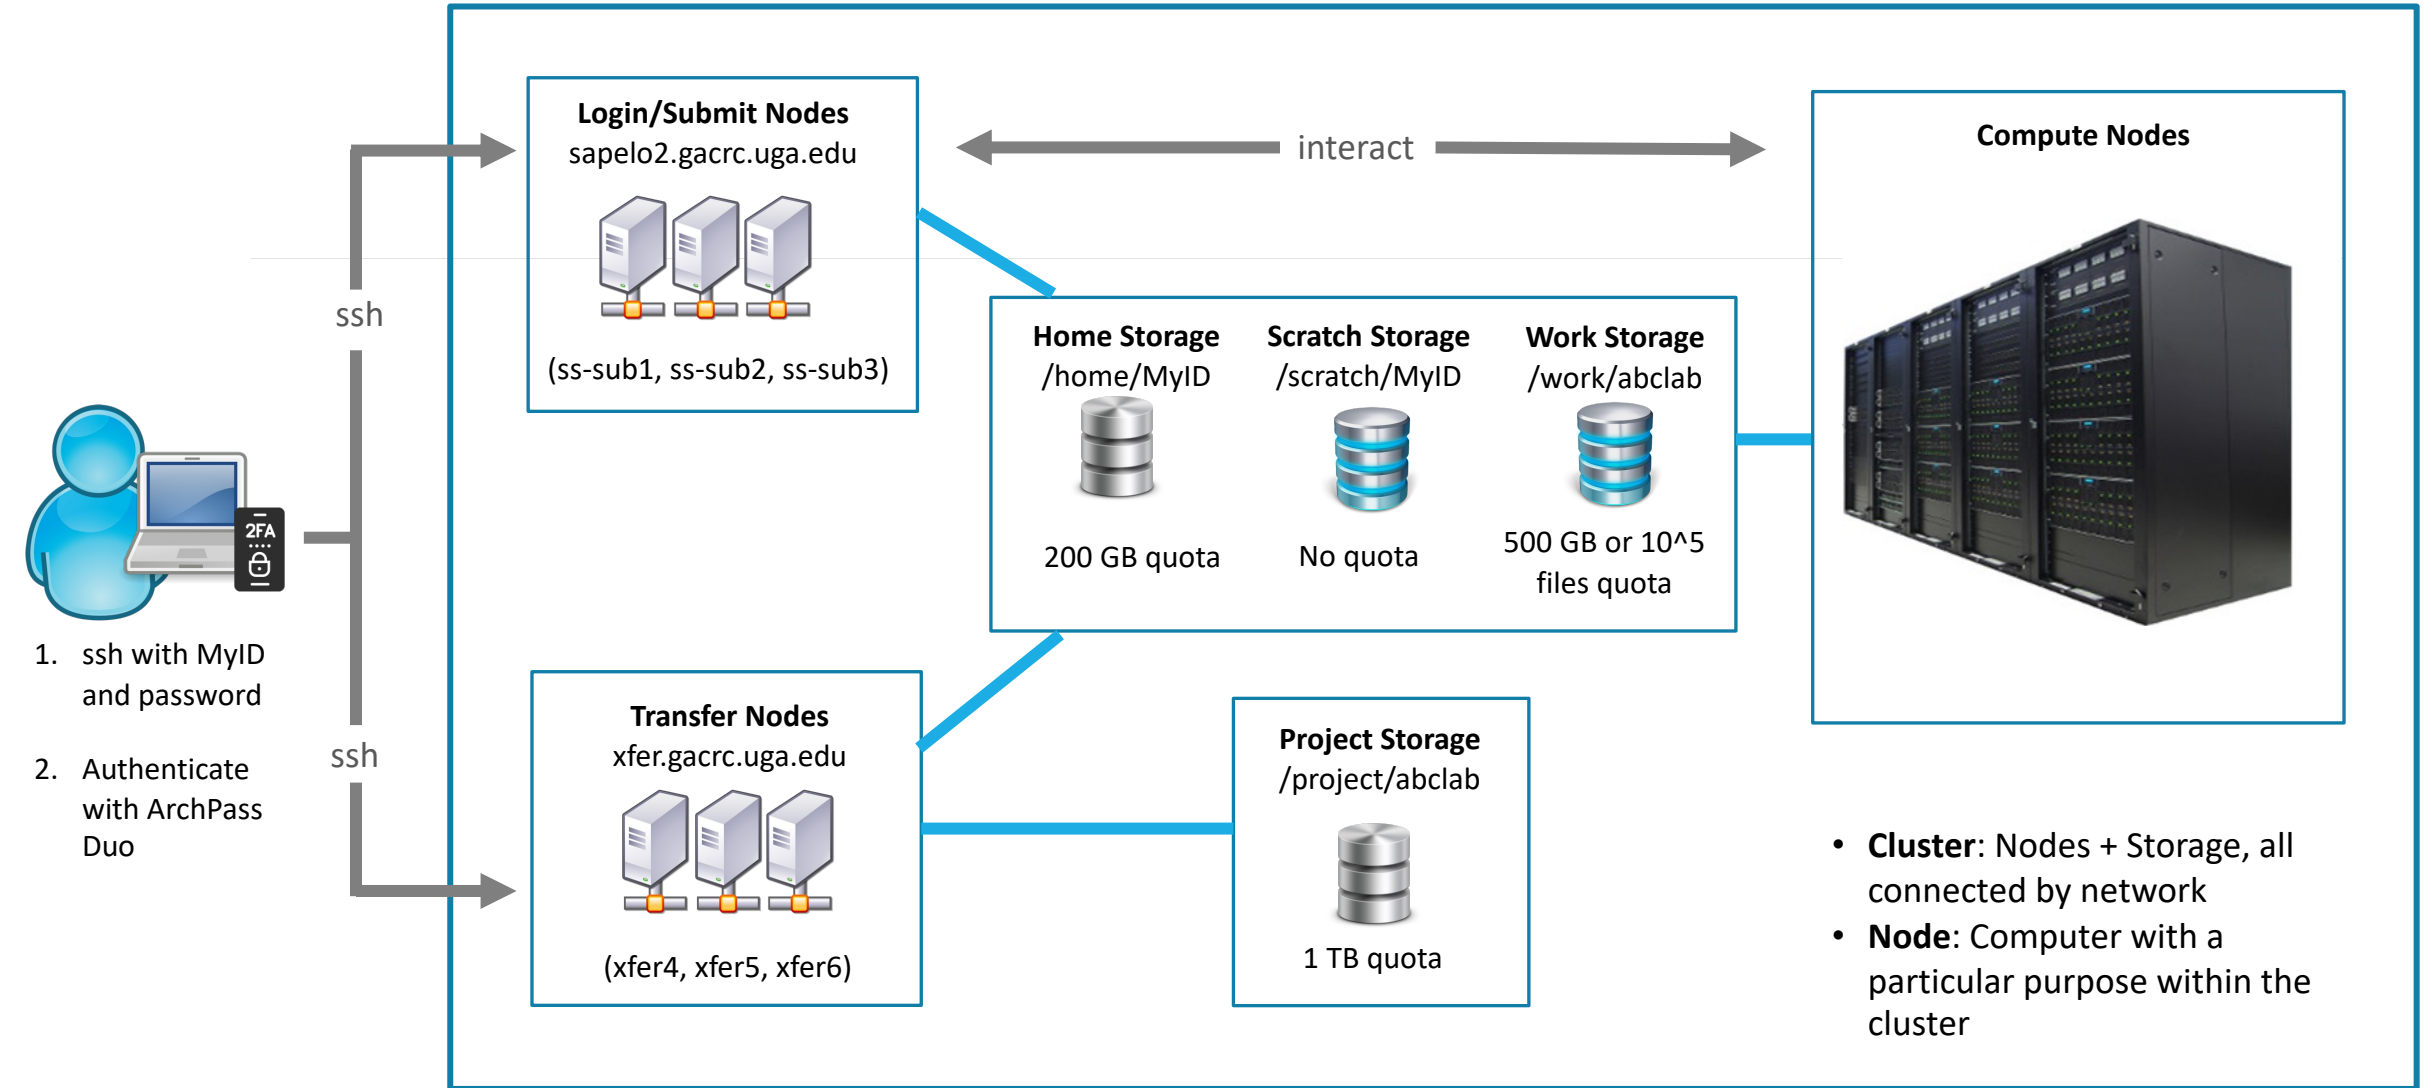 Login/Submit Nodes
sapelo2.gacrc.uga.edu
(ss-sub1, ss-sub2, ss-sub3)
interact
Compute Nodes
ssh
Home Storage
/home/MyID
200 GB quota
Scratch Storage
/scratch/MyID
No quota
Work Storage
/work/abclab
500 GB or 10^5
files quota
2FA
1. ssh with MyID
and password
2. Authenticate
with ArchPass
Duo
ssh
Transfer Nodes
xfer.gacrc.uga.edu
(xfer4, xfer5, xfer6)
Project Storage
/project/abclab
1 TB quota
• Cluster: Nodes + Storage, all
connected by network
• Node: Computer with a
particular purpose within the
cluster